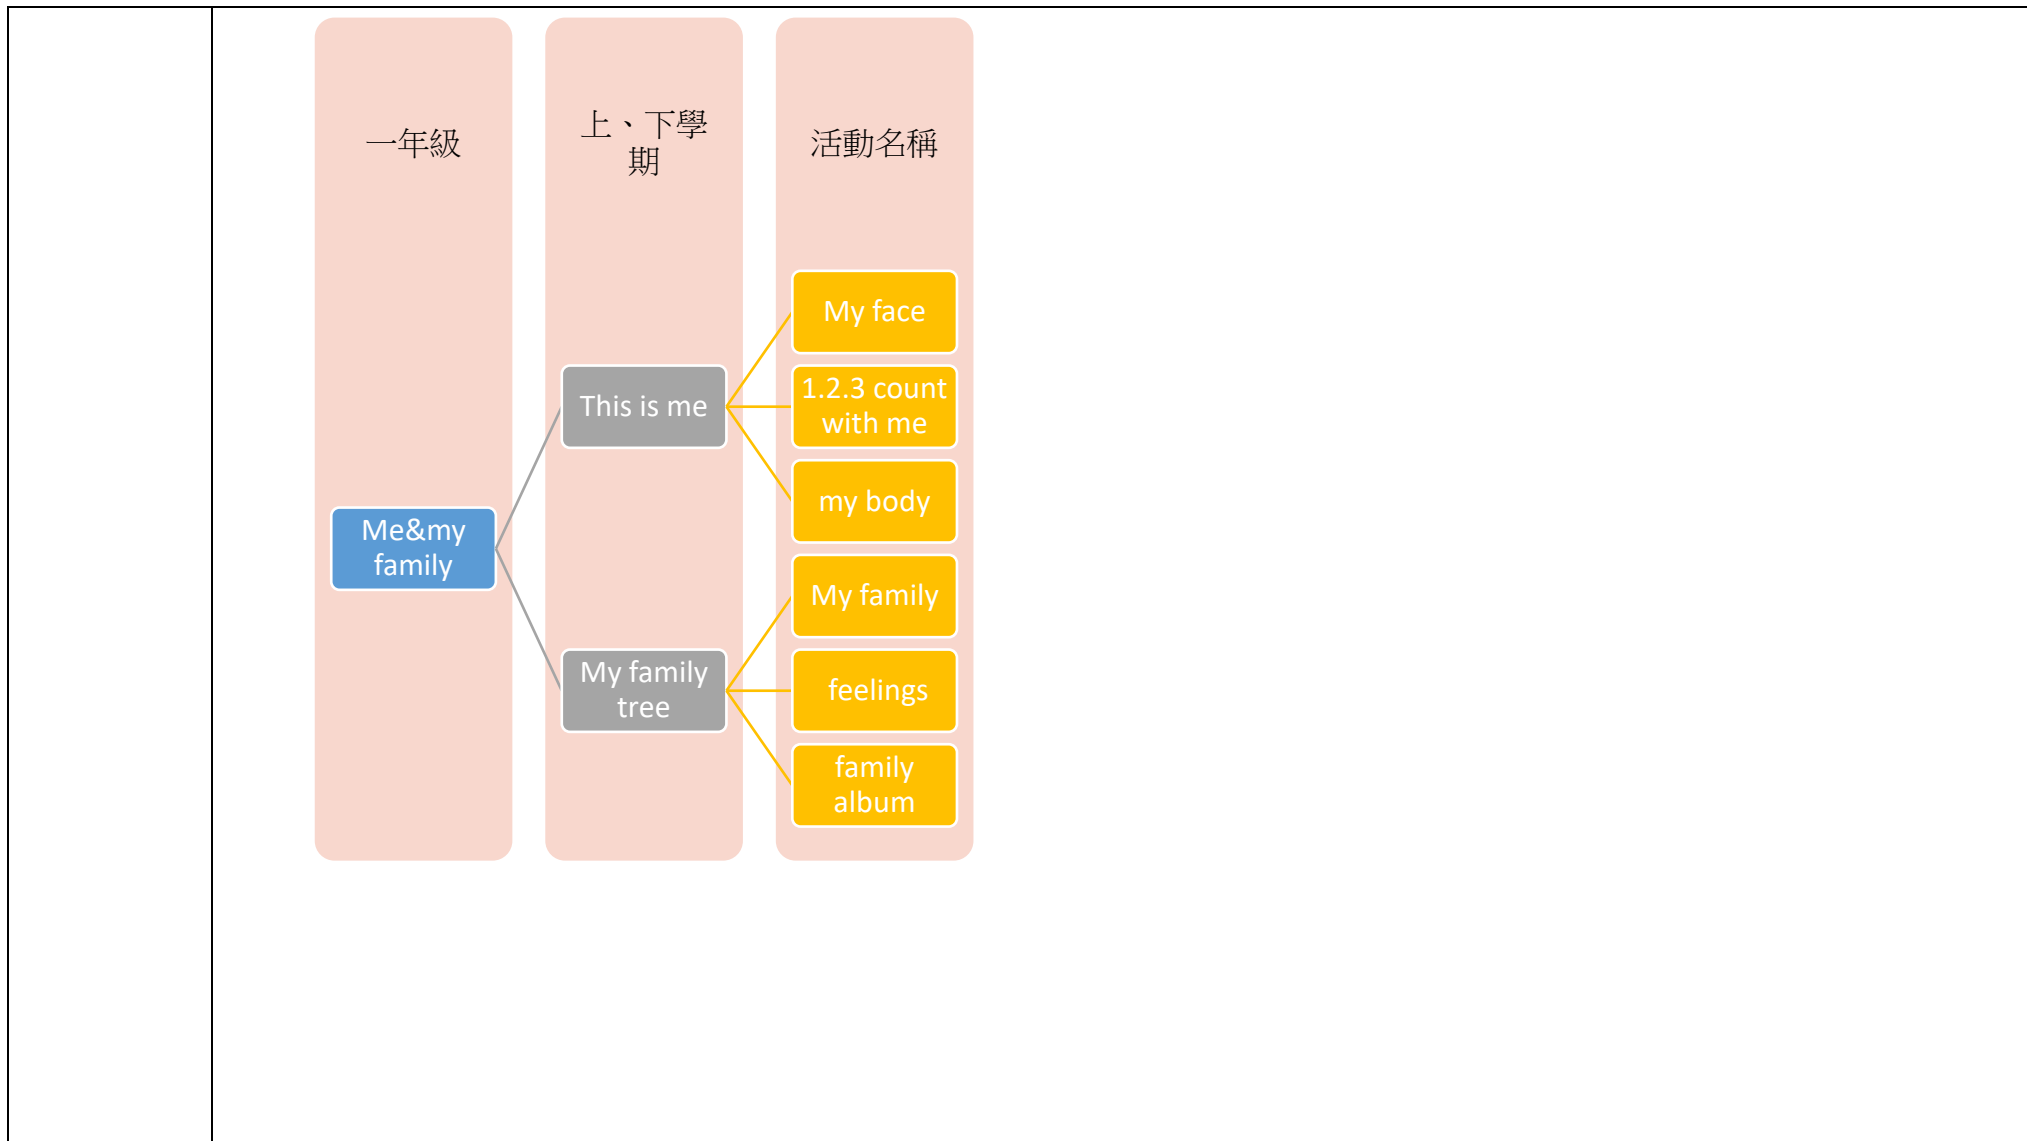 一年級
上、下學
期
活動名稱
My face
This is me
1.2.3 count
with me
my body
Me&my
family
My family
My family
tree
feelings
family
album